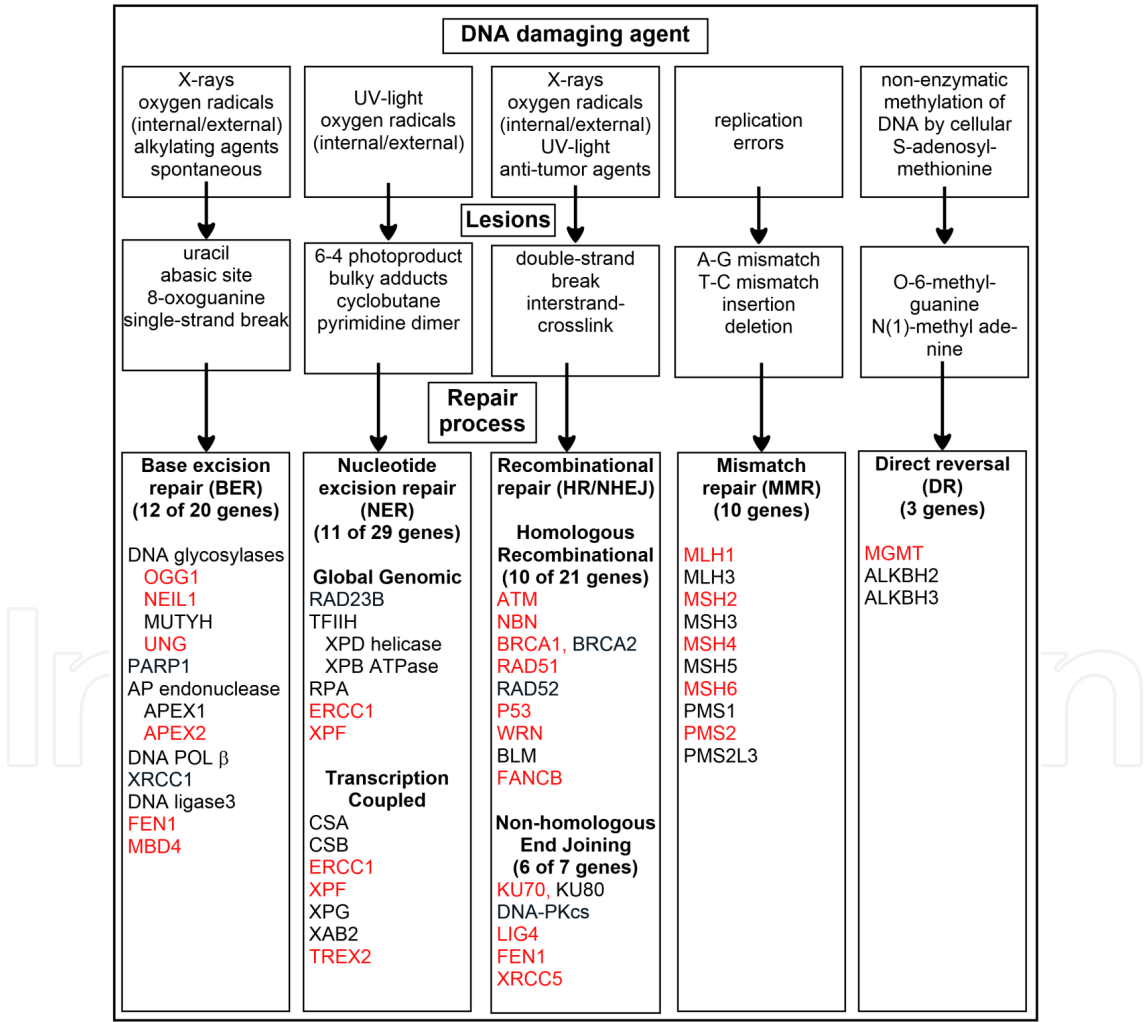 DNA damaging agent
X-rays
oxygen radicals
(internal/external)
alkylating agents
spontaneous
UV-light
oxygen radicals
(internal/external)
X-rays
oxygen radicals
(internal/external)
UV-light
anti-tumor agents
replication
errors
non-enzymatic
methylation of
DNA by cellular
S-adenosyl-
methionine
Lesions
uracil
abasic site
8-oxoguanine
single-strand break
6-4 photoproduct
bulky adducts
cyclobutane
pyrimidine dimer
double-strand
break
interstrand-
crosslink
A-G mismatch
T-C mismatch
insertion
deletion
O-6-methyl-
guanine
N(1)-methyl ade-
nine
Repair
process
Base excision
repair (BER)
(12 of 20 genes)
DNA glycosylases
OGG1
NEIL1
MUTYH
UNG
PARP1
AP endonuclease
APEX1
APEX2
DNA POL β
XRCC1
DNA ligase3
FEN1
MBD4
Nucleotide
excision repair
(NER)
(11 of 29 genes)
Global Genomic
RAD23B
TFIIH
XPD helicase
XPB ATPase
RPA
ERCC1
XPF
Transcription
Coupled
CSA
CSB
ERCC1
XPF
XPG
XAB2
TREX2
Recombinational
repair (HR/NHEJ)
Homologous
Recombinational
(10 of 21 genes)
ATM
NBN
BRCA1, BRCA2
RAD51
RAD52
P53
WRN
BLM
FANCB
Non-homologous
End Joining
(6 of 7 genes)
KU70, KU80
DNA-PKcs
LIG4
FEN1
XRCC5
Mismatch
repair (MMR)
(10 genes)
MLH1
MLH3
MSH2
MSH3
MSH4
MSH5
MSH6
PMS1
PMS2
PMS2L3
Direct reversal
(DR)
(3 genes)
MGMT
ALKBH2
ALKBH3